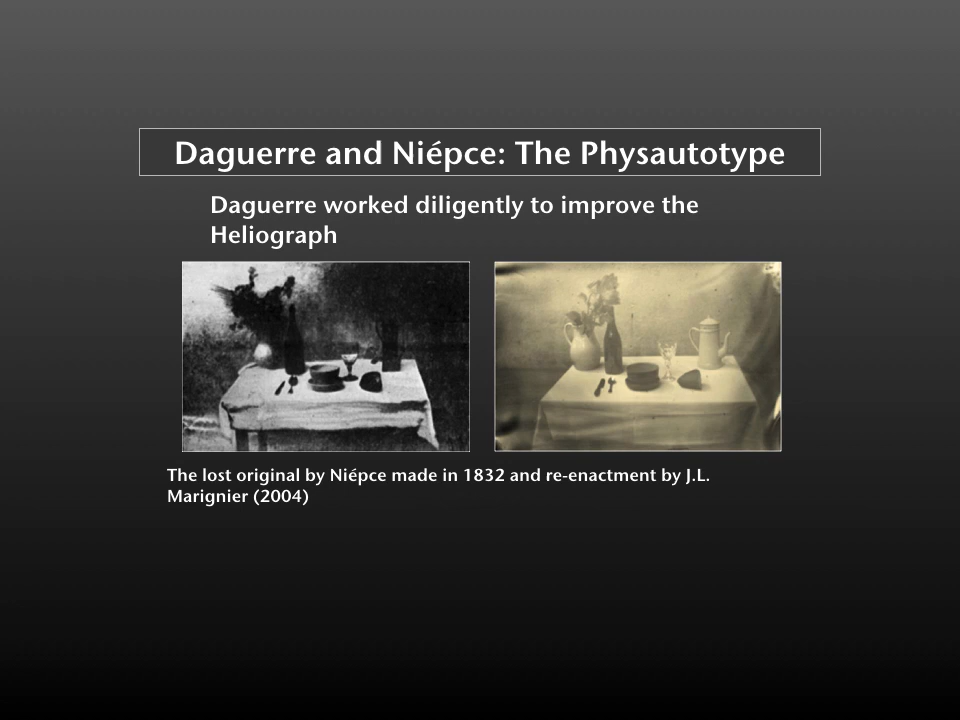 Daguerre and Niépce: The Physautotype
Daguerre worked diligently to improve the
Heliograph
The lost original by Niépce made in 1832 and re-enactment by J.L.
Marignier (2004)